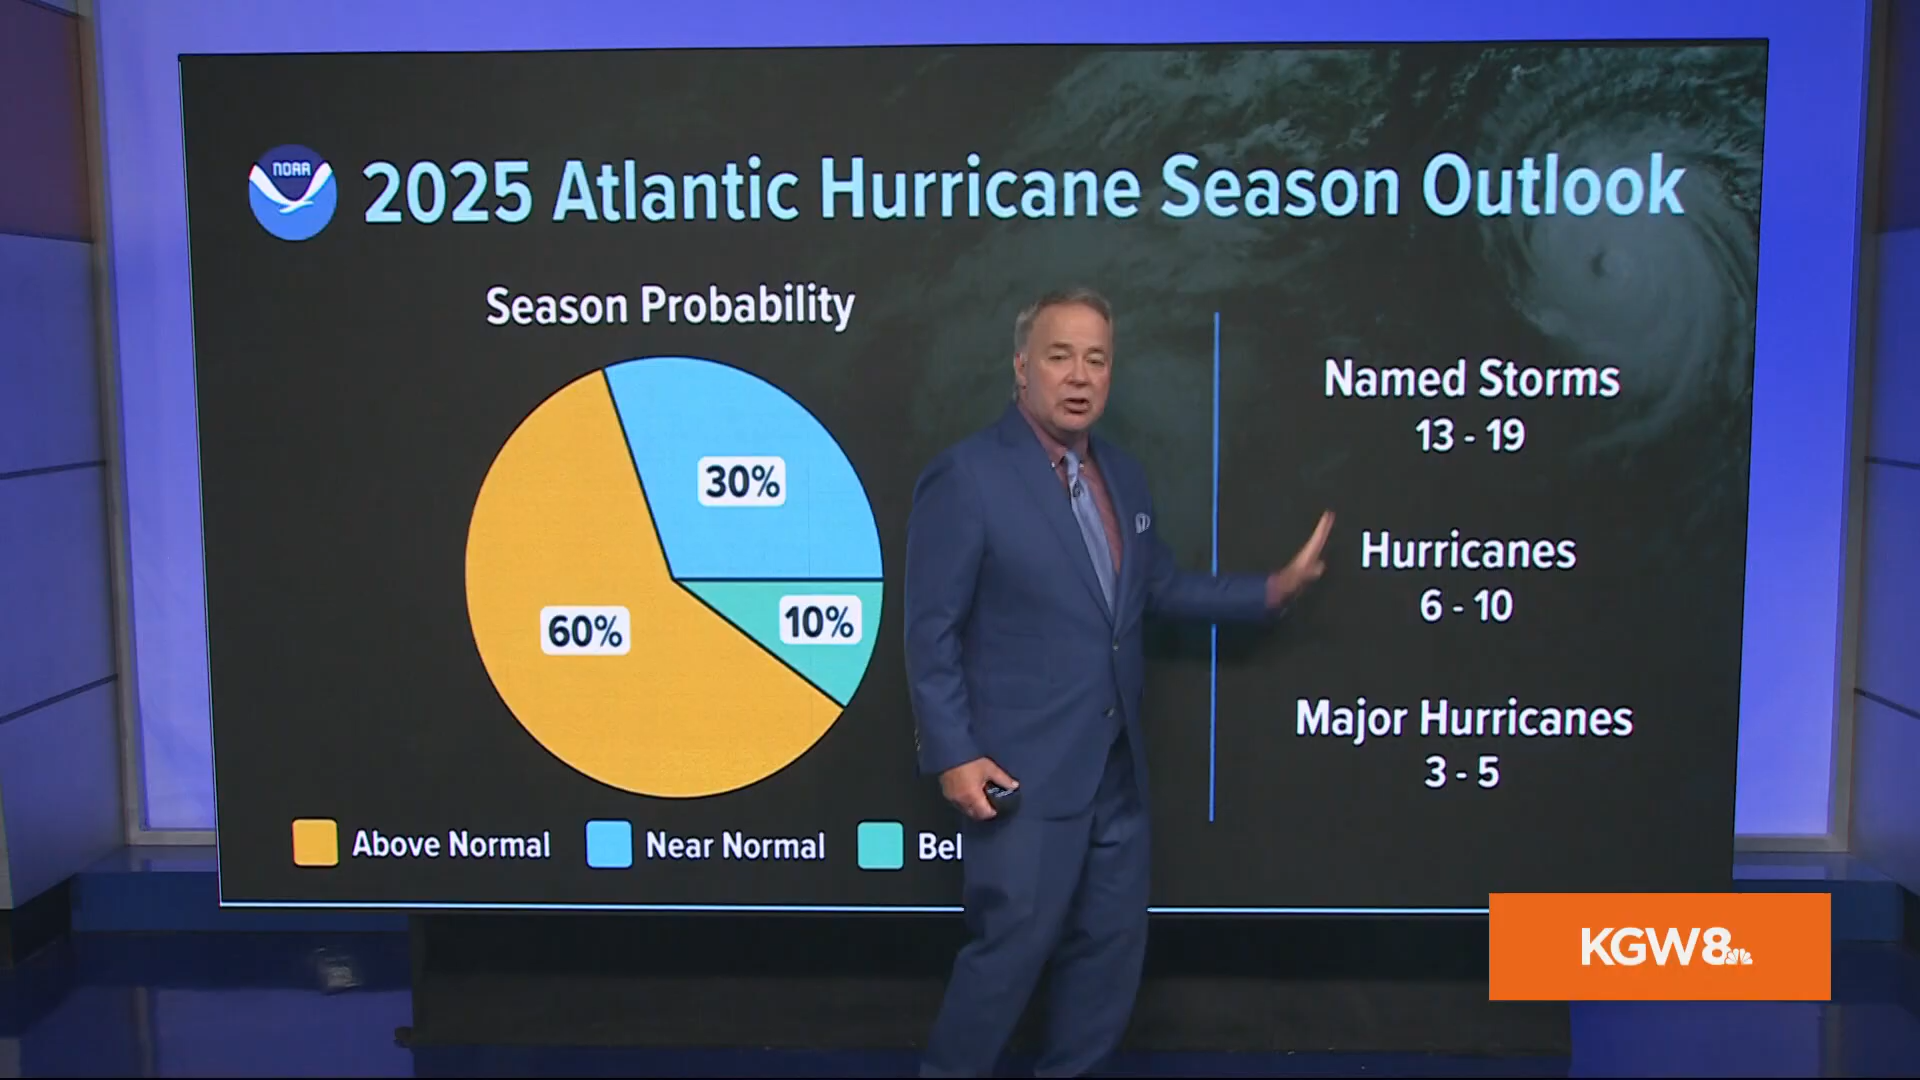 NOAA
2025 Atlantic Hurricane Season Outlook
Season Probability
30%
60%
10%
Above Normal
Near Normal
Bel
Named Storms
13 - 19
Hurricanes
6 - 10
Major Hurricanes
3 - 5
KGW8